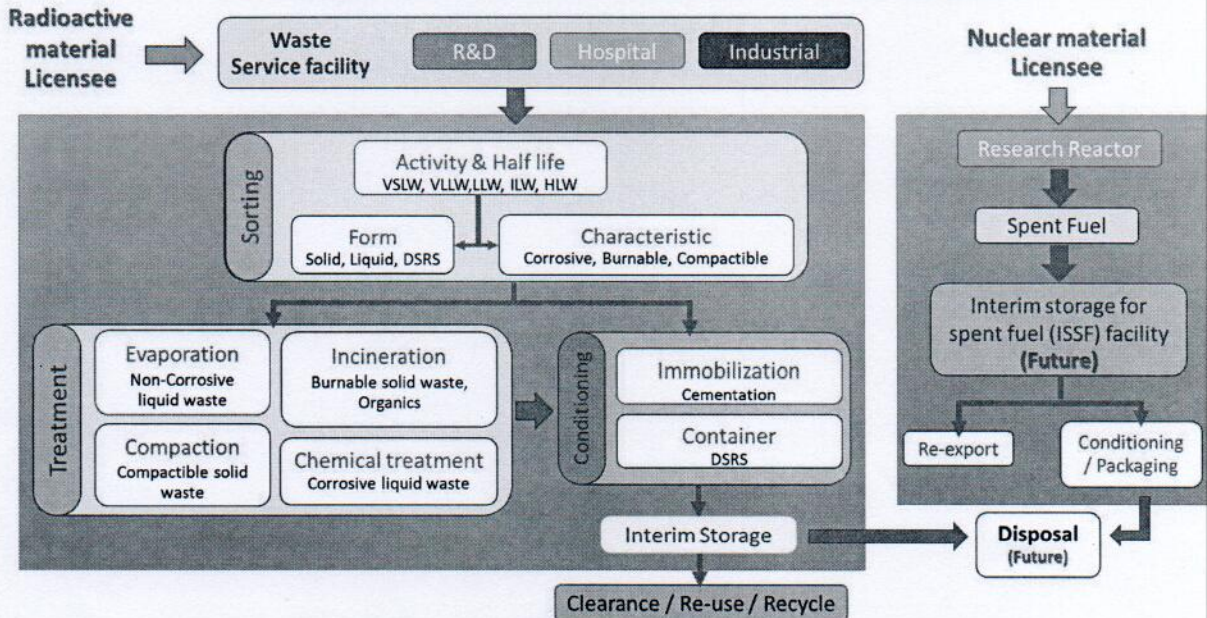 Radioactive
material
Licensee
Waste
Service facility
R&D
Hospital
Industrial
Nuclear material
Licensee
Sorting
Activity & Half life
VSLW, VLLW,LLW, ILW, HLW
Form
Solid, Liquid, DSRS
Characteristic
Corrosive, Burnable, Compactible
Treatment
Evaporation
Non-Corrosive
liquid waste
Incineration
Burnable solid waste,
Organics
Compaction
Compactible solid
waste
Chemical treatment
Corrosive liquid waste
Conditioning
Immobilization
Cementation
Container
DSRS
Interim Storage
Clearance / Re-use / Recycle
Research Reactor
Spent Fuel
Interim storage for
spent fuel (ISSF) facility
(Future)
Re-export
Conditioning
/ Packaging
Disposal
(Future)